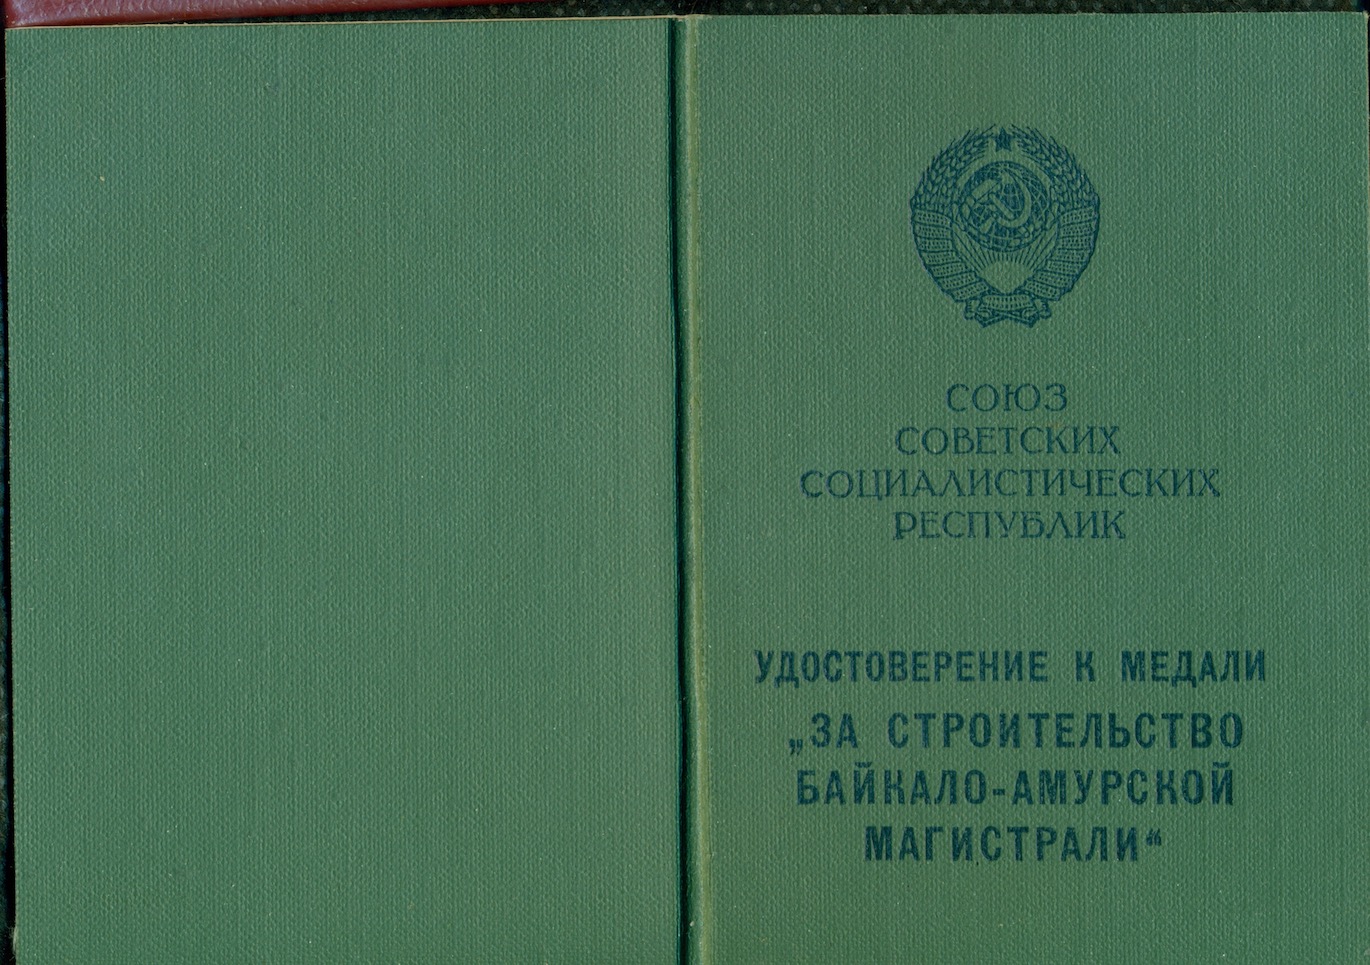 СОЮЗ
СОВЕТСКИХ
СОЦИАЛИСТИЧЕСКИХ
РЕСПУБЛИК
УДОСТОВЕРЕНИЕ К МЕДАЛИ
„ЗА СТРОИТЕЛЬСТВО
БАЙКАЛО-АМУРСКОЙ
МАГИСТРАЛИ“